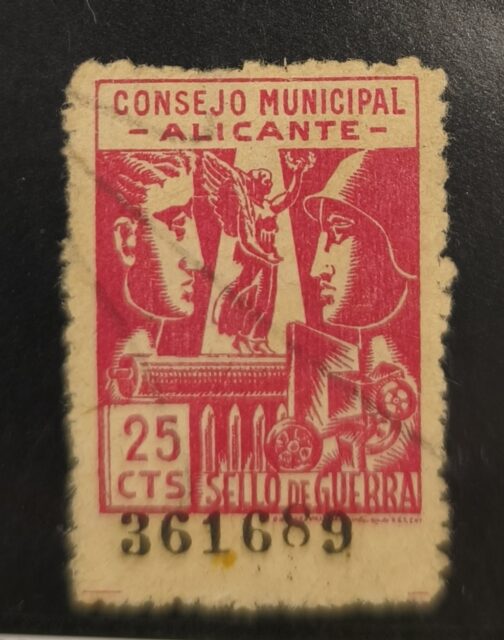 CONSEJO MUNICIPAL
- ALICANTE -
25
CTS
SELLO DE GUERRA
361689